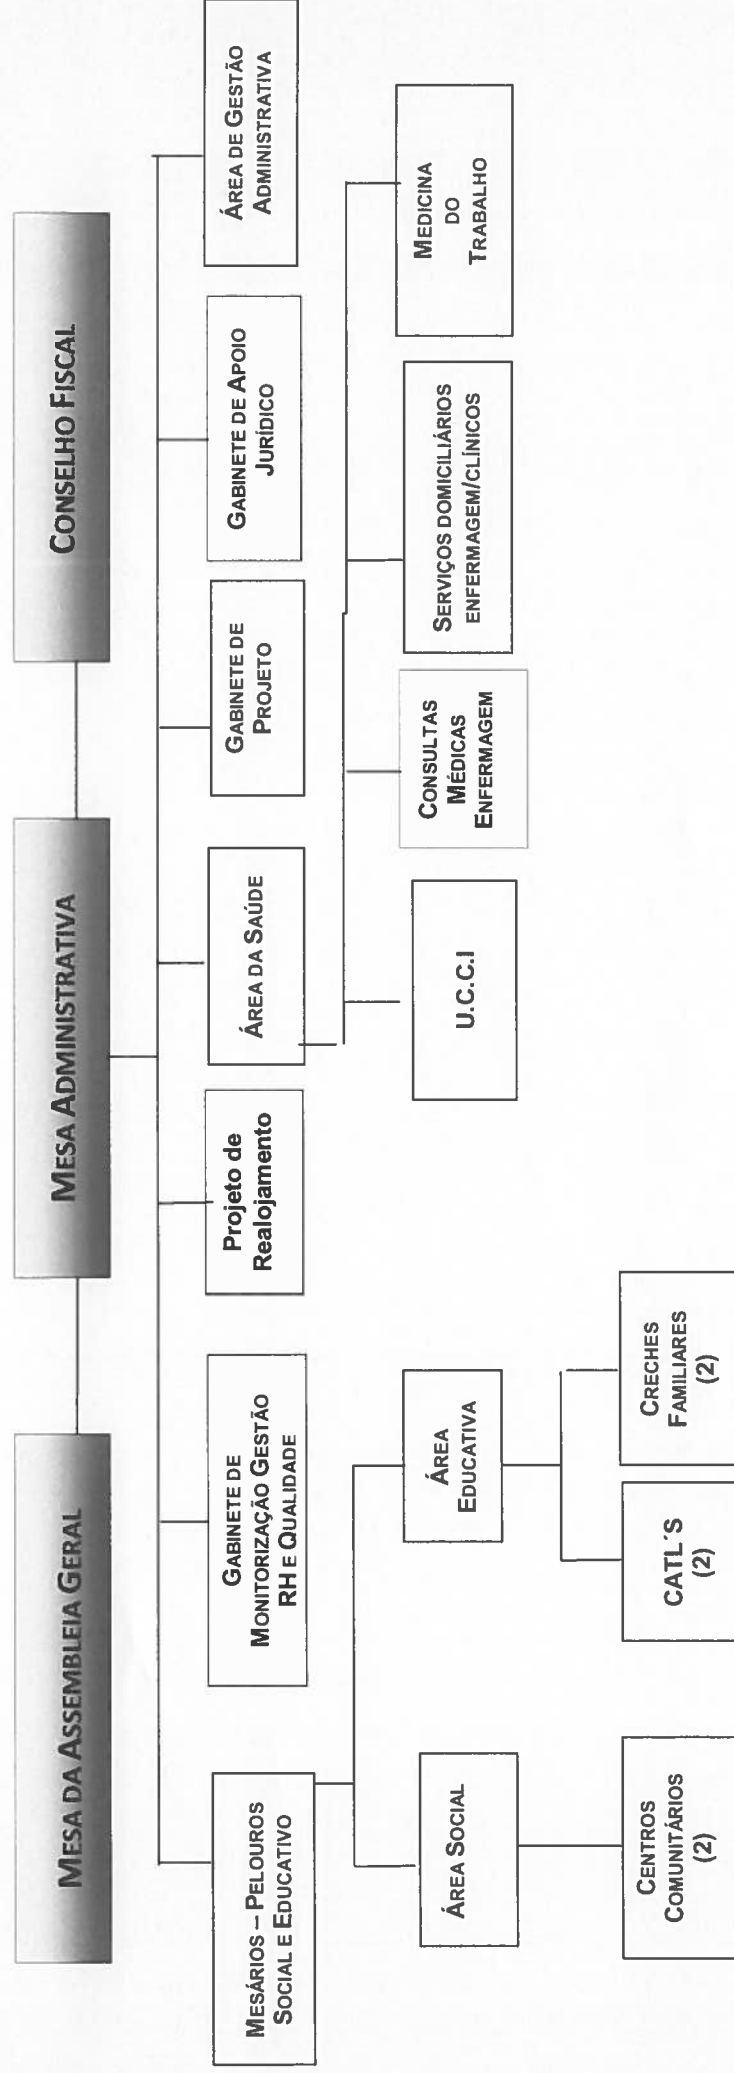 MESA DA ASSEMBLEIA GERAL
MESA ADMINISTRATIVA
CONSELHO FISCAL
MESÁRIOS – PELOUROS
SOCIAL E EDUCATIVO
GABINETE DE
MONITORIZAÇÃO GESTÃO
RH E QUALIDADE
Projeto de
Realojamento
ÁREA DA SAÚDE
GABINETE DE
PROJETO
GABINETE DE APOIO
JURÍDICO
ÁREA DE GESTÃO
ADMINISTRATIVA
ÁREA SOCIAL
ÁREA
EDUCATIVA
U.C.C.I
CONSULTAS
MÉDICAS
ENFERMAGEM
SERVIÇOS DOMICILIÁRIOS
ENFERMAGEM/CLÍNICOS
MEDICINA
DO
TRABALHO
CENTROS
COMUNITÁRIOS
(2)
CATL´S
(2)
CRECHES
FAMILIARES
(2)